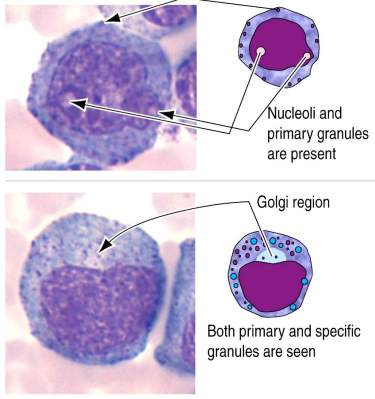 Nucleoli and
primary granules
are present
Golgi region
Both primary and specific
granules are seen